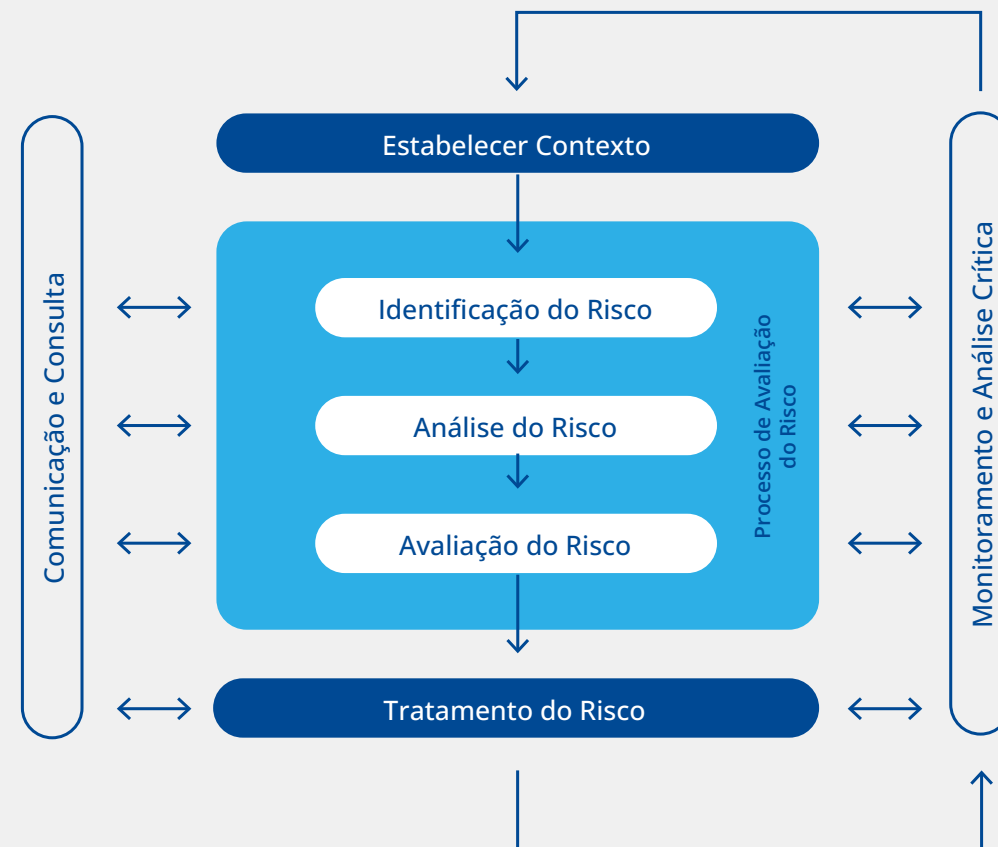 Estabelecer Contexto
Comunicação e Consulta
Identificação do Risco
Análise do Risco
Avaliação do Risco
Processo de Avaliação
do Risco
Monitoramento e Análise Crítica
Tratamento do Risco